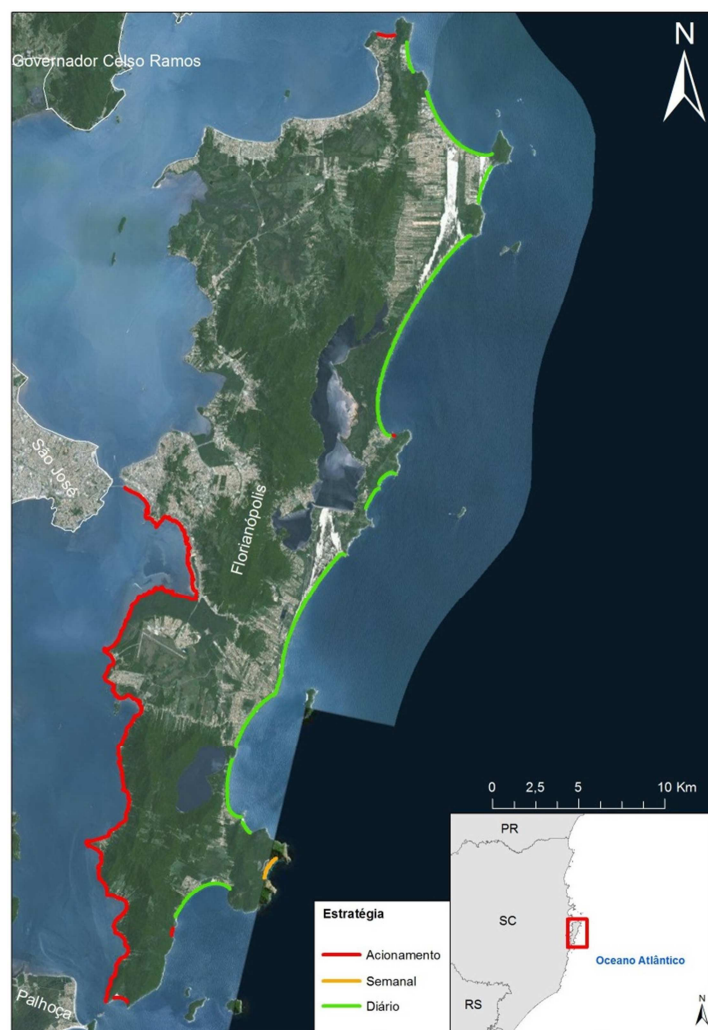 Governador Celso Ramos
N
São José
Florianópolis
0 2,5 5 10 Km
PR
SC
Oceano Atlântico
RS
N
Estratégia
Acionamento
Semanal
Diário
Palhoça